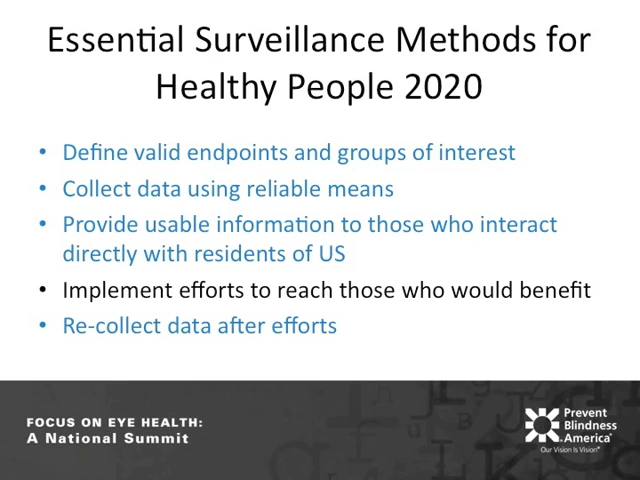 Essential Surveillance Methods for
Healthy People 2020
• Define valid endpoints and groups of interest
• Collect data using reliable means
• Provide usable information to those who interact
directly with residents of US
• Implement efforts to reach those who would benefit
• Re-collect data after efforts
FOCUS ON EYE HEALTH:
A National Summit
Prevent
Blindness
America®
Our Vision Is Vision®